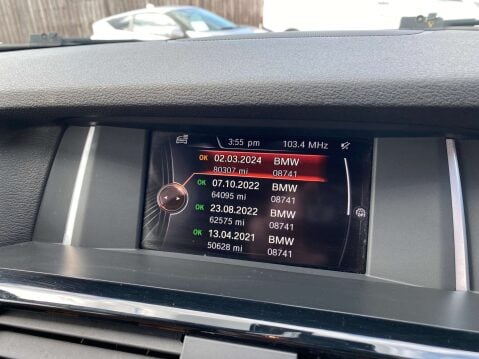 3:55 pm 103.4 MHz
OK 02.03.2024 BMW
80307 mi 08741
OK 07.10.2022 BMW
64095 mi 08741
OK 23.08.2022 BMW
62575 mi 08741
OK 13.04.2021 BMW
50628 mi 08741